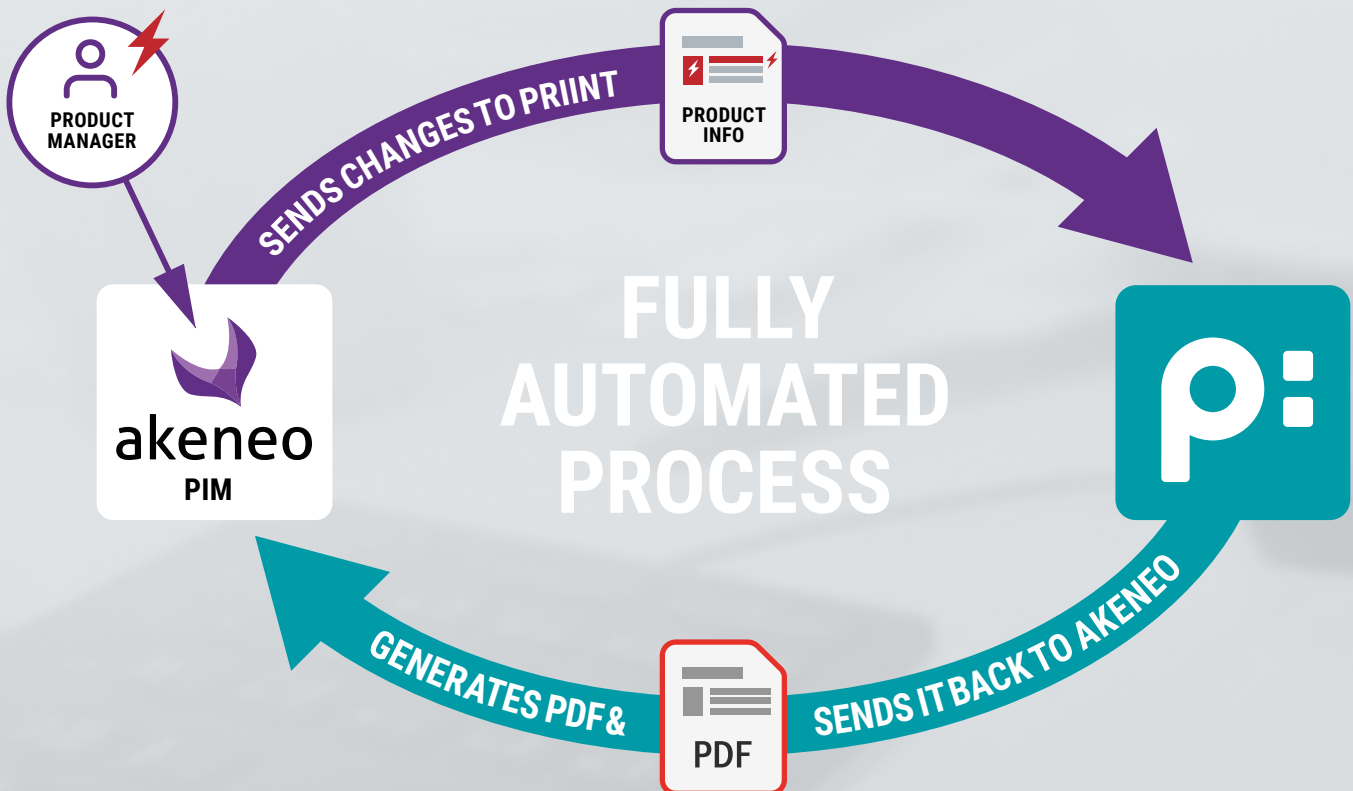 PRODUCT
MANAGER
SENDS CHANGES TO PRIINT
PRODUCT
INFO
FULLY
AUTOMATED
PROCESS
akeneo
PIM
p:
GENERATES PDF &
PDF
SENDS IT BACK TO AKENEO